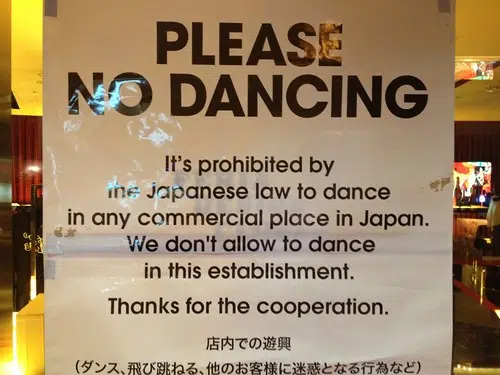 PLEASE
NO DANCING
It's prohibited by
the Japanese law to dance
in any commercial place in Japan.
We don't allow to dance
in this establishment.
Thanks for the cooperation.
店内での遊興
(ダンス、飛び跳ねる、他のお客様に迷惑となる行為など)